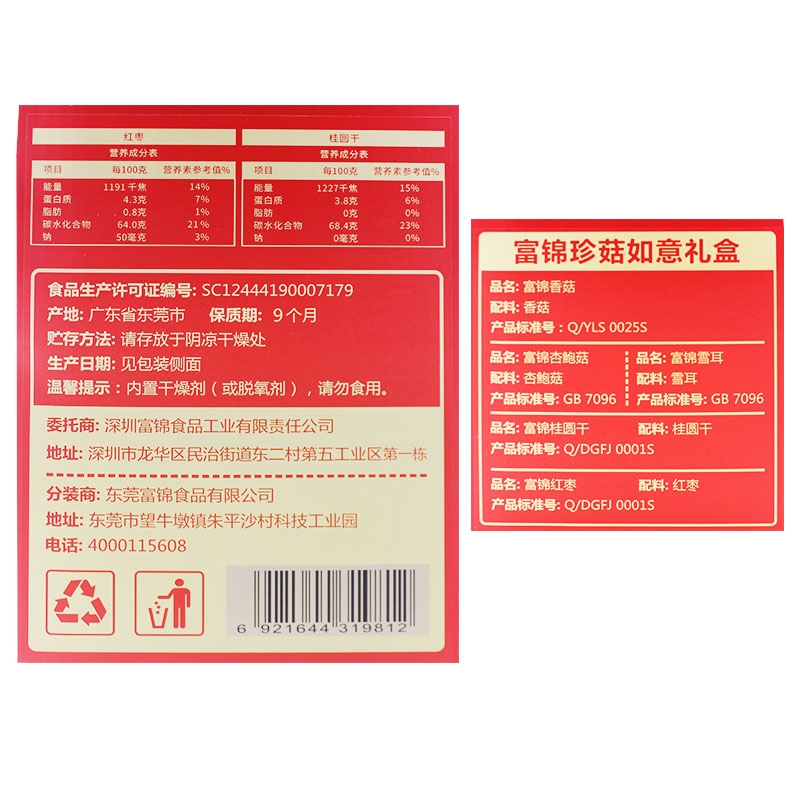 红枣
营养成分表
项目 每100克 营养素参考值%
能量 1191千焦 14%
蛋白质 4.3克 7%
脂肪 0.8克 1%
碳水化合物 64.0克 21%
钠 50毫克 3%
桂圆干
营养成分表
项目 每100克 营养素参考值%
能量 1227千焦 15%
蛋白质 3.8克 6%
脂肪 0克 0%
碳水化合物 68.4克 23%
钠 0毫克 0%
食品生产许可证编号: SC12444190007179
产地: 广东省东莞市 保质期: 9个月
贮存方法: 请存放于阴凉干燥处
生产日期: 见包装侧面
温馨提示: 内置干燥剂（或脱氧剂），请勿食用。
委托商: 深圳富锦食品工业有限责任公司
地址: 深圳市龙华区民治街道东二村第五工业区第一栋
分装商: 东莞富锦食品有限公司
地址: 东莞市望牛墩镇朱平沙村科技工业园
电话: 4000115608
6 921644 319812
富锦珍菇如意礼盒
品名: 富锦香菇
配料: 香菇
产品标准号: Q/YLS 0025S
品名: 富锦杏鲍菇
配料: 杏鲍菇
产品标准号: GB 7096
品名: 富锦雪耳
配料: 雪耳
产品标准号: GB 7096
品名: 富锦桂圆干 配料: 桂圆干
产品标准号: Q/DGFJ 0001S
品名: 富锦红枣 配料: 红枣
产品标准号: Q/DGFJ 0001S